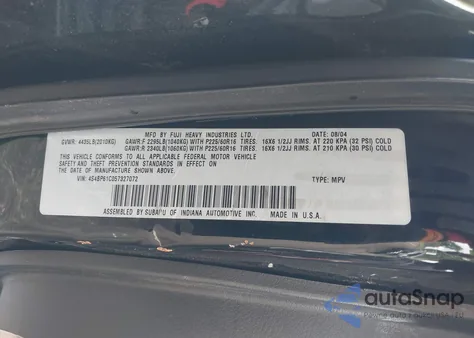 MFD BY FUJI HEAVY INDUSTRIES LTD. DATE: 08/04
GVWR: 4435LB(2010KG) GAWR:F 2295LB(1040KG) WITH P225/60R16 TIRES: 16X6 1/2JJ RIMS: AT 220 KPA (32 PSI) COLD
GAWR:R 2340LB(1060KG) WITH P225/60R16 TIRES: 16X6 1/2JJ RIMS: AT 210 KPA (30 PSI) COLD
CONFORMS TO ALL APPLICABLE FEDERAL MOTOR VEHICLE
SAFETY AND THEFT PREVENTION STANDARDS IN EFFECT
ON THE DATE OF MANUFACTURE SHOWN ABOVE.
VIN: 4S4BP61C057327072 TYPE: MPV
ASSEMBLED BY SUBARU OF INDIANA AUTOMOTIVE INC. MADE IN U.S.A.
autoSnap